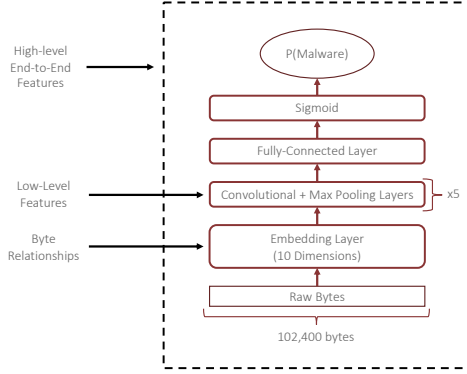 High-level
End-to-End
Features
P(Malware)
Sigmoid
Fully-Connected Layer
Low-Level
Features
Convolutional + Max Pooling Layers
x5
Byte
Relationships
Embedding Layer
(10 Dimensions)
Raw Bytes
102,400 bytes